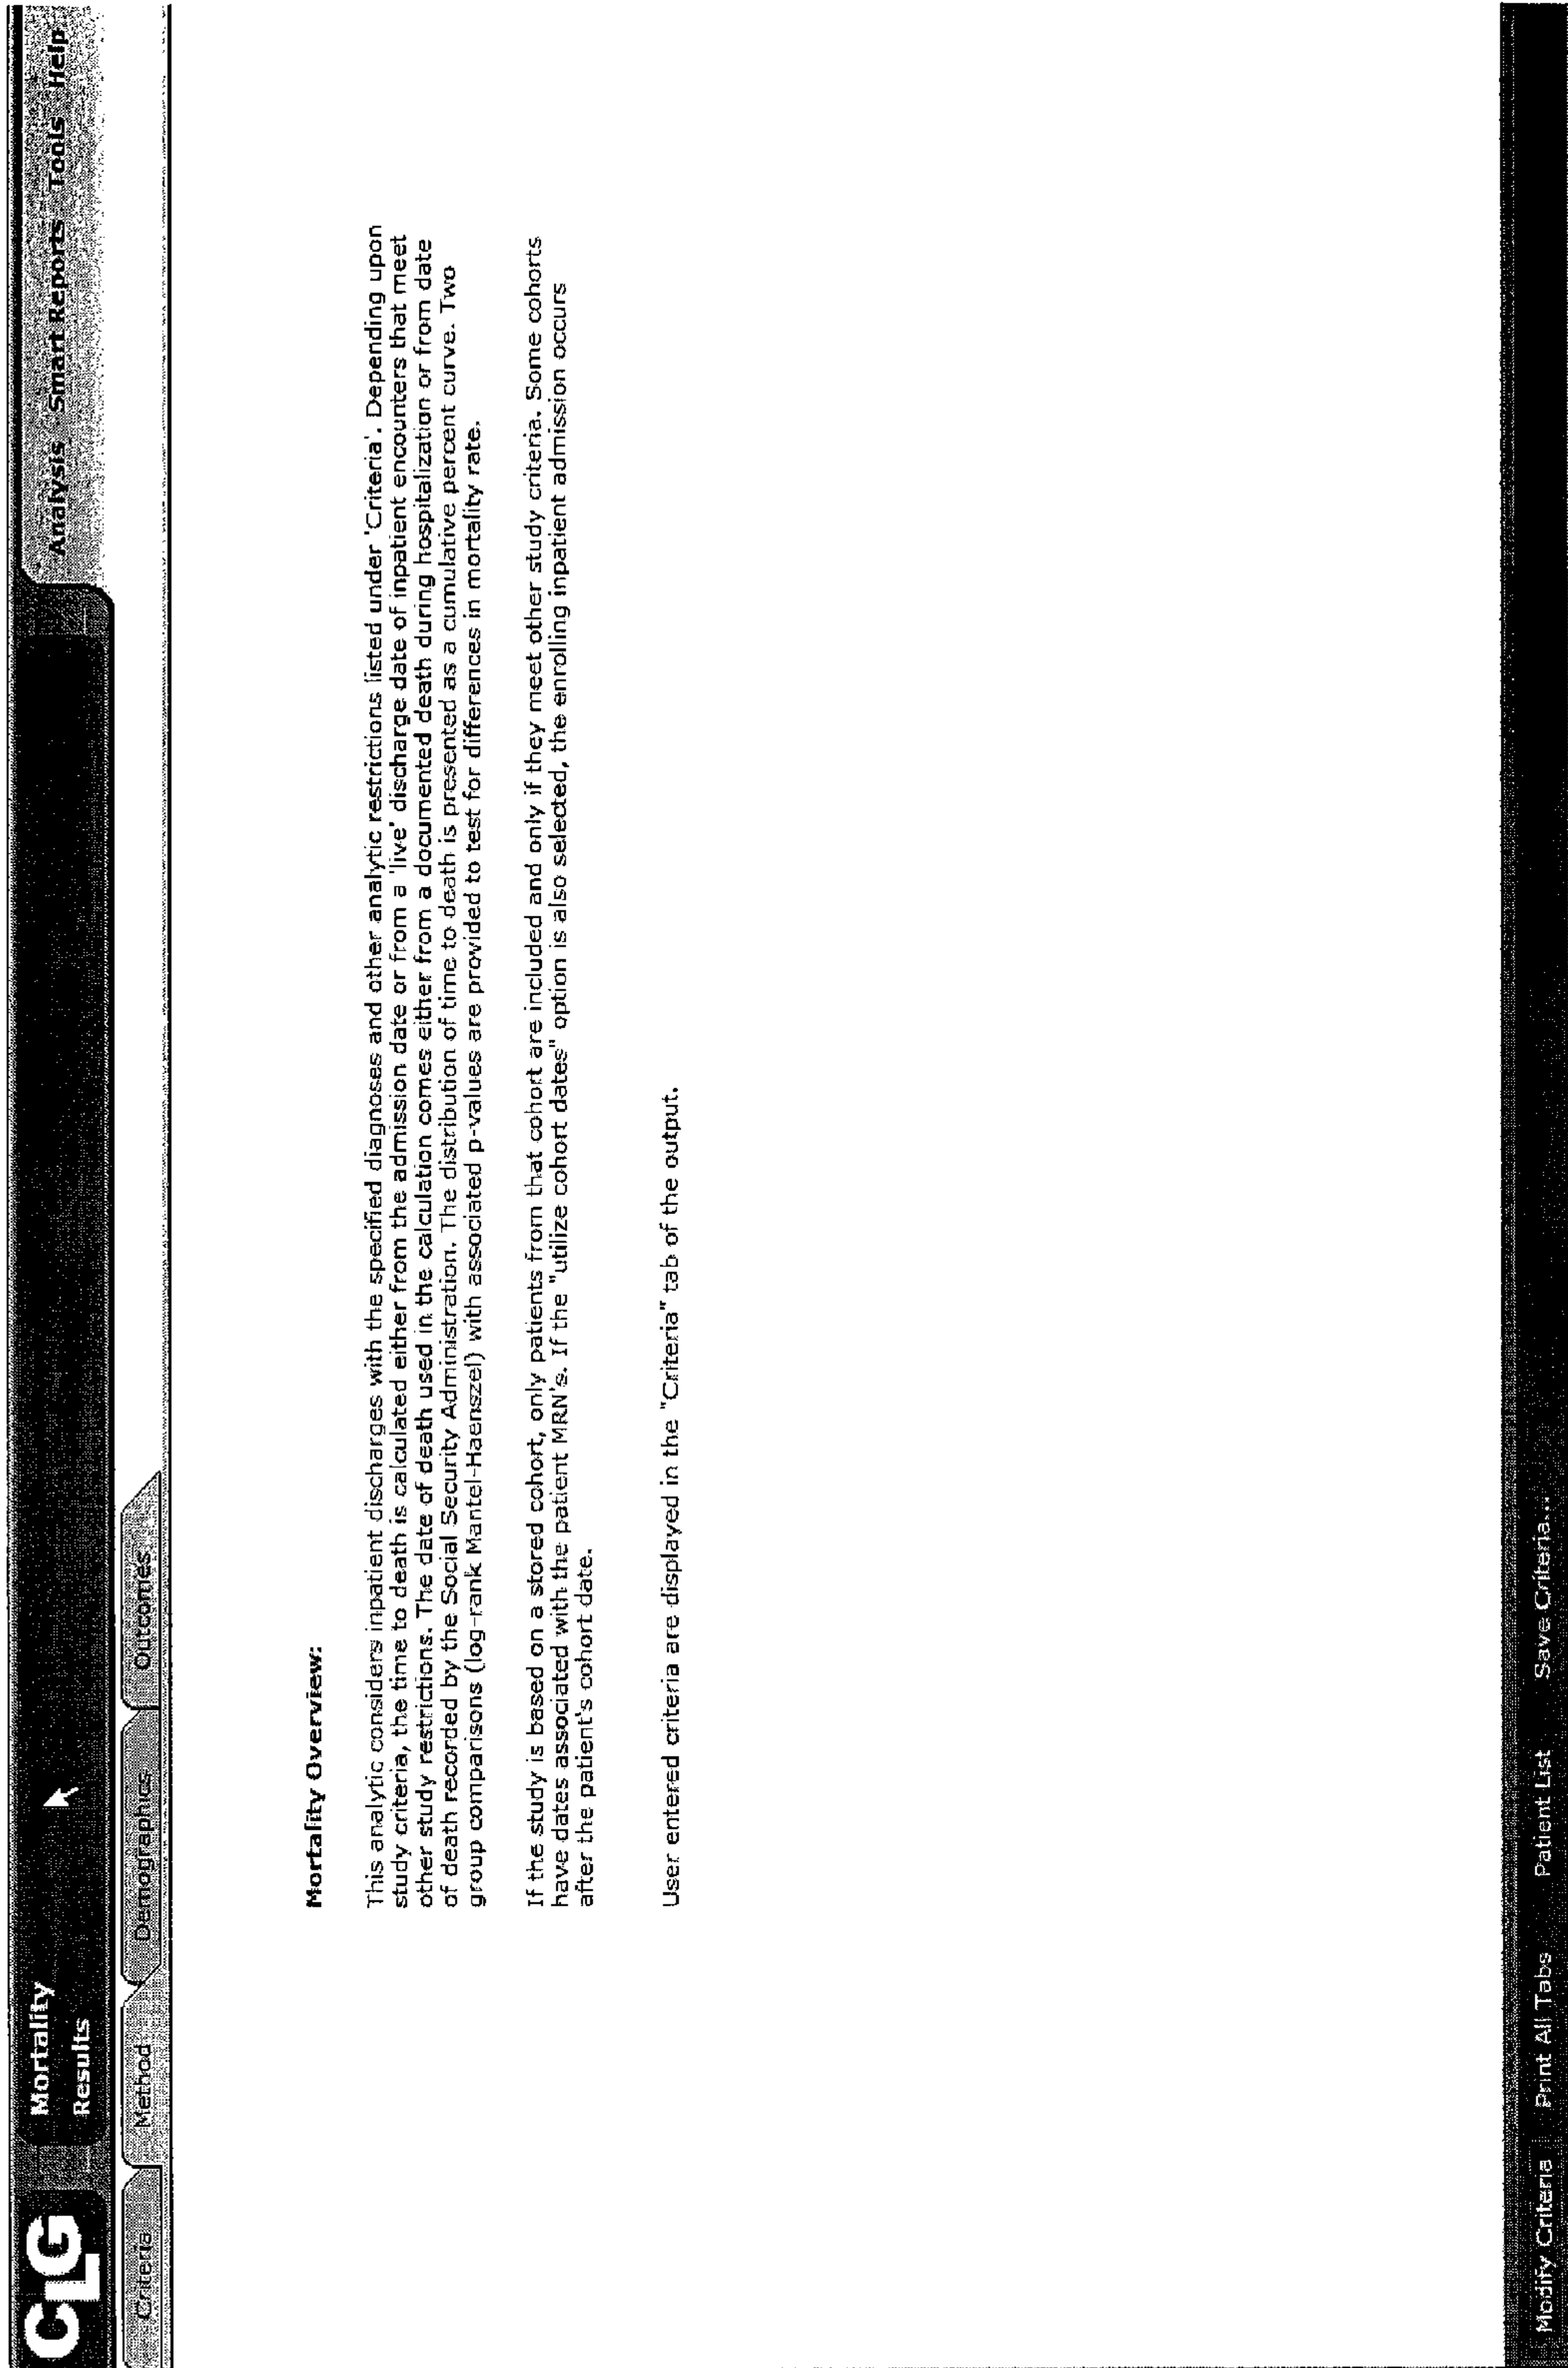 CLG
Mortality
Results
Analysis Smart Reports Tools Help
Criteria Method Demographics Outcomes
Mortality Overview:
This analytic considers inpatient discharges with the specified diagnoses and other analytic restrictions listed under 'Criteria'. Depending upon
study criteria, the time to death is calculated either from the admission date or from a 'live' discharge date of inpatient encounters that meet
other study restrictions. The date of death used in the calculation comes either from a documented death during hospitalization or from date
of death recorded by the Social Security Administration. The distribution of time to death is presented as a cumulative percent curve. Two
group comparisons (log-rank Mantel-Haenszel) with associated p-values are provided to test for differences in mortality rate.
If the study is based on a stored cohort, only patients from that cohort are included and only if they meet other study criteria. Some cohorts
have dates associated with the patient MRN's. If the "utilize cohort dates" option is also selected, the enrolling inpatient admission occurs
after the patient's cohort date.
User entered criteria are displayed in the "Criteria" tab of the output.
Modify Criteria Print All Tabs Patient List Save Criteria...